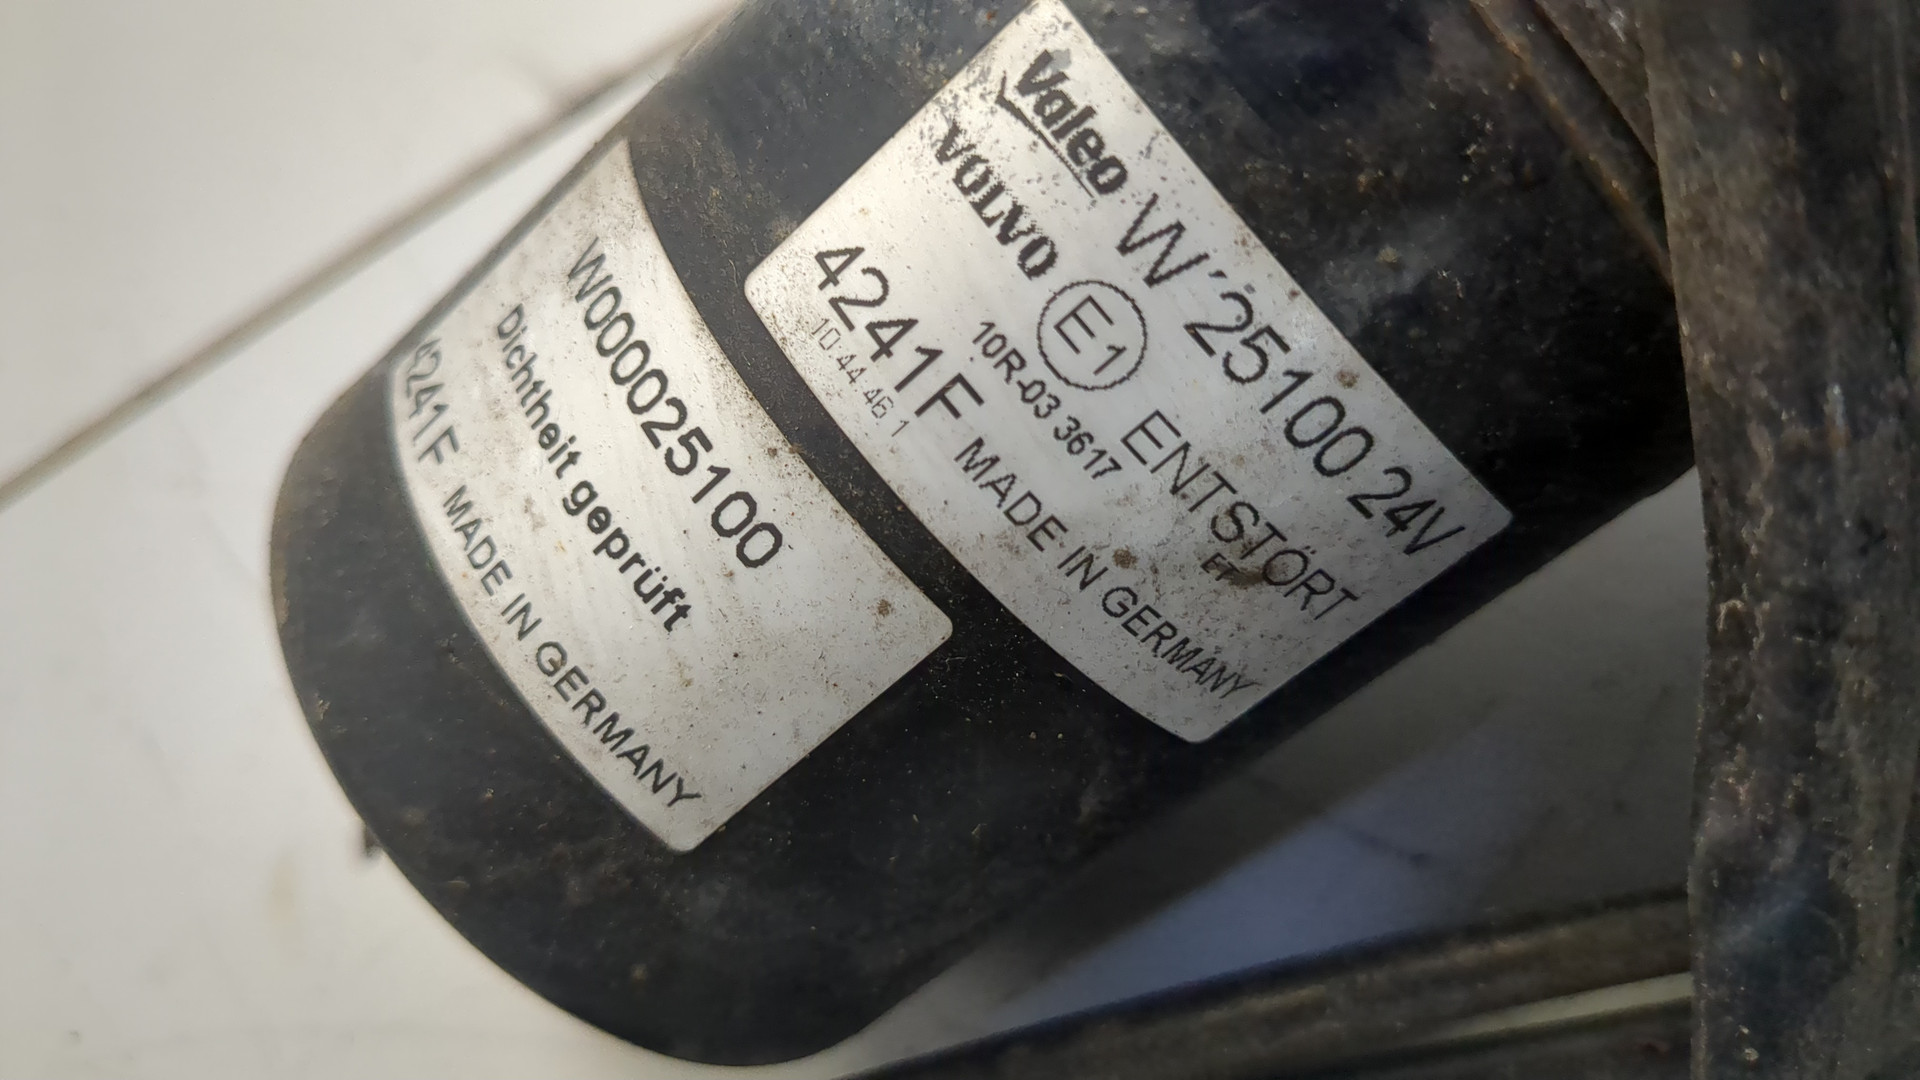 Valeo W 25100 24V
VOLVO E1 ENTSTÖRT
10R-03 3617
4241F MADE IN GERMANY
10.44.46.1
W000025100
Dichtheit geprüft
4241F MADE IN GERMANY